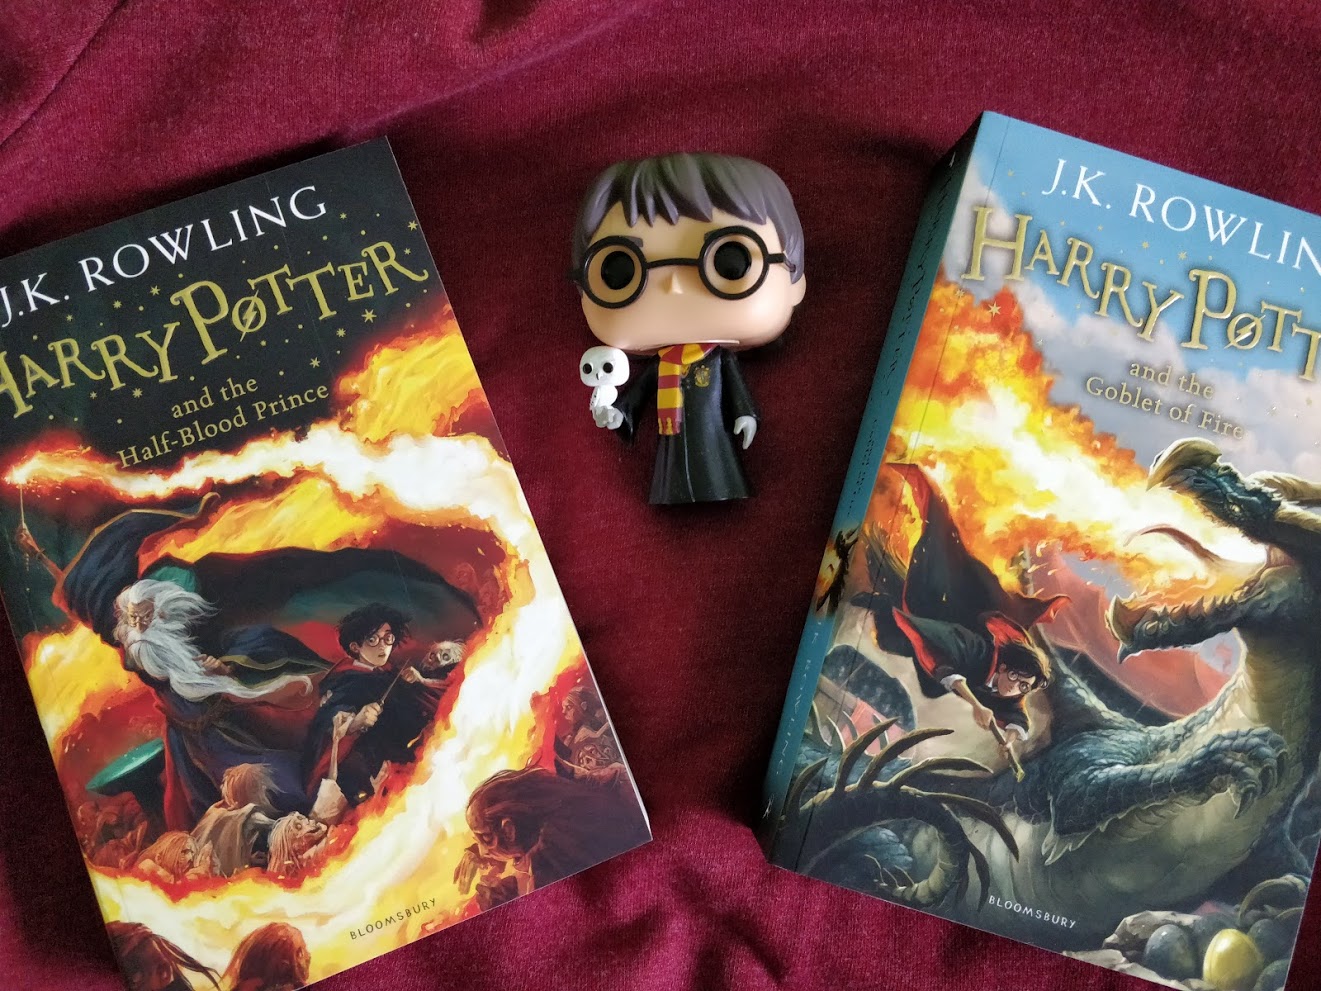 J.K. ROWLING
HARRY POTTER
and the
Half-Blood Prince
BLOOMSBURY
J.K. ROWLIN
HARRY POTT
and the
Goblet of Fire
BLOOMSBURY